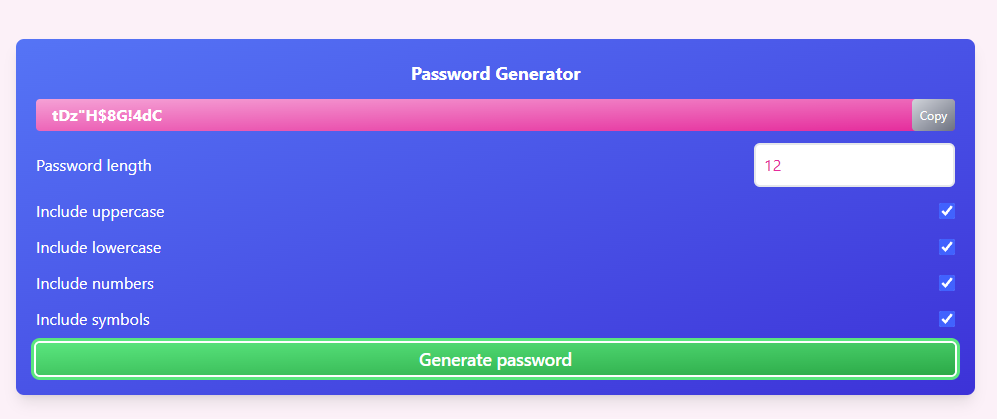 Password Generator
tDz"H$8G!4dC
Copy
Password length
12
Include uppercase
Include lowercase
Include numbers
Include symbols
Generate password